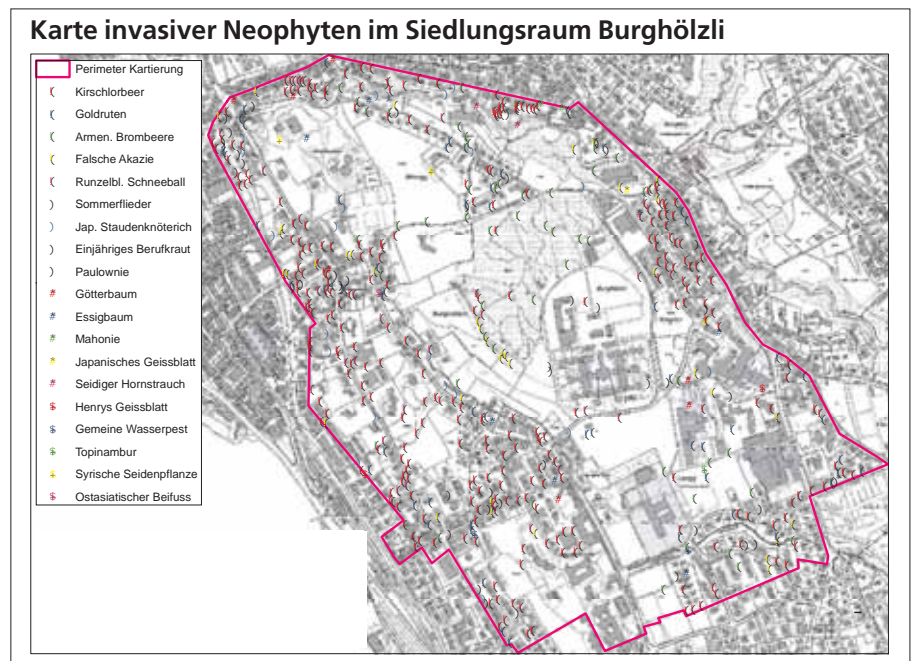 Karte invasiver Neophyten im Siedlungsraum Burghölzli
Perimeter Kartierung
Kirschlorbeer
Goldruten
Armen. Brombeere
Falsche Akazie
Runzelbl. Schneeball
Sommerflieder
Jap. Staudenknöterich
Einjähriges Berufkraut
Paulownie
Götterbaum
Essigbaum
Mahonie
Japanisches Geissblatt
Seidiger Hornstrauch
Henrys Geissblatt
Gemeine Wasserpest
Topinambur
Syrische Seidenpflanze
Ostasiatischer Beifuss